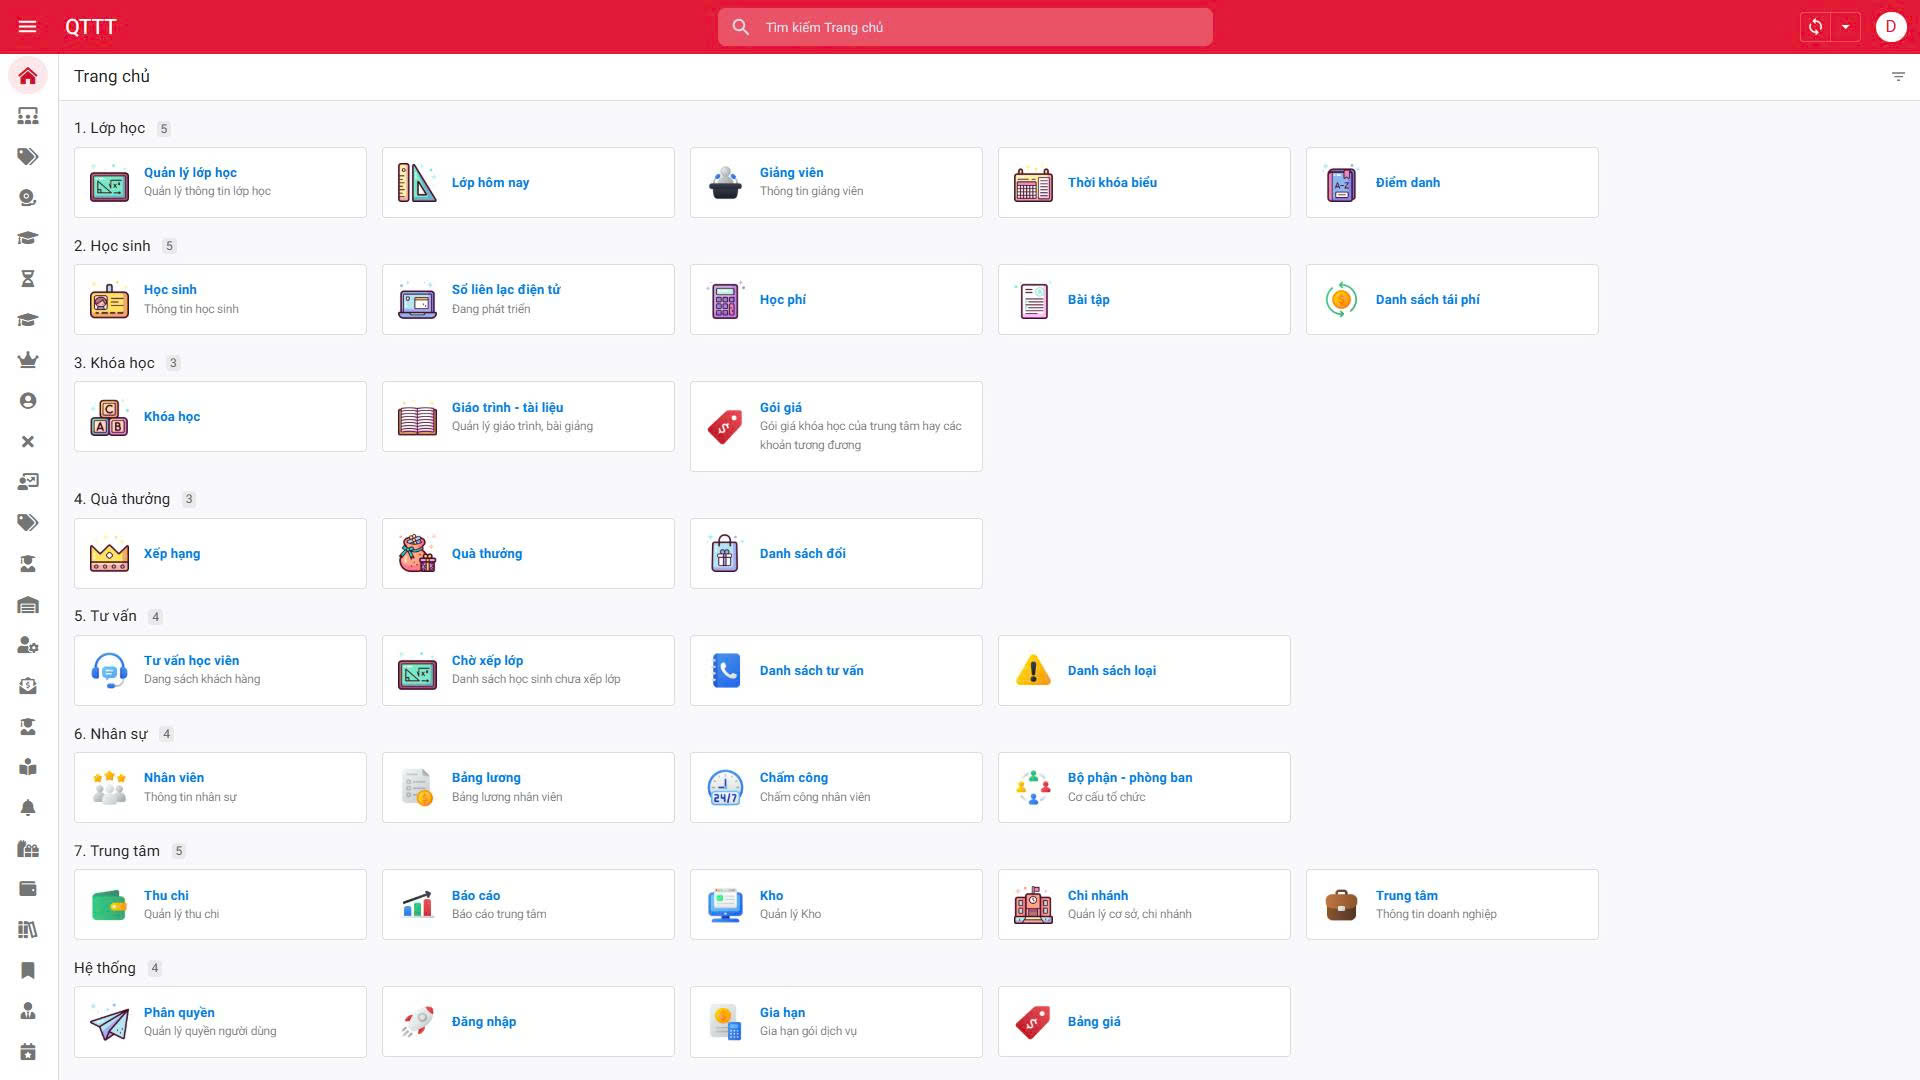 QTTT
Tìm kiếm Trang chủ
D
Trang chủ
1. Lớp học 5
Quản lý lớp học
Quản lý thông tin lớp học
Lớp hôm nay
Giảng viên
Thông tin giảng viên
Thời khóa biểu
A-Z
Điểm danh
2. Học sinh 5
Học sinh
Thông tin học sinh
Sổ liên lạc điện tử
Đang phát triển
Học phí
Bài tập
Danh sách tái phí
3. Khóa học 3
C
A B
Khóa học
Giáo trình - tài liệu
Quản lý giáo trình, bài giảng
Gói giá
Gói giá khóa học của trung tâm hay các
khoản tương đương
4. Quà thưởng 3
Xếp hạng
Quà thưởng
Danh sách đổi
5. Tư vấn 4
Tư vấn học viên
Dang sách khách hàng
Chờ xếp lớp
Danh sách học sinh chưa xếp lớp
Danh sách tư vấn
Danh sách loại
6. Nhân sự 4
Nhân viên
Thông tin nhân sự
Bảng lương
Bảng lương nhân viên
24/7
Chấm công
Chấm công nhân viên
Bộ phận - phòng ban
Cơ cấu tổ chức
7. Trung tâm 5
Thu chi
Quản lý thu chi
Báo cáo
Báo cáo trung tâm
Kho
Quản lý Kho
Chi nhánh
Quản lý cơ sở, chi nhánh
Trung tâm
Thông tin doanh nghiệp
Hệ thống 4
Phân quyền
Quản lý quyền người dùng
Đăng nhập
Gia hạn
Gia hạn gói dịch vụ
Bảng giá